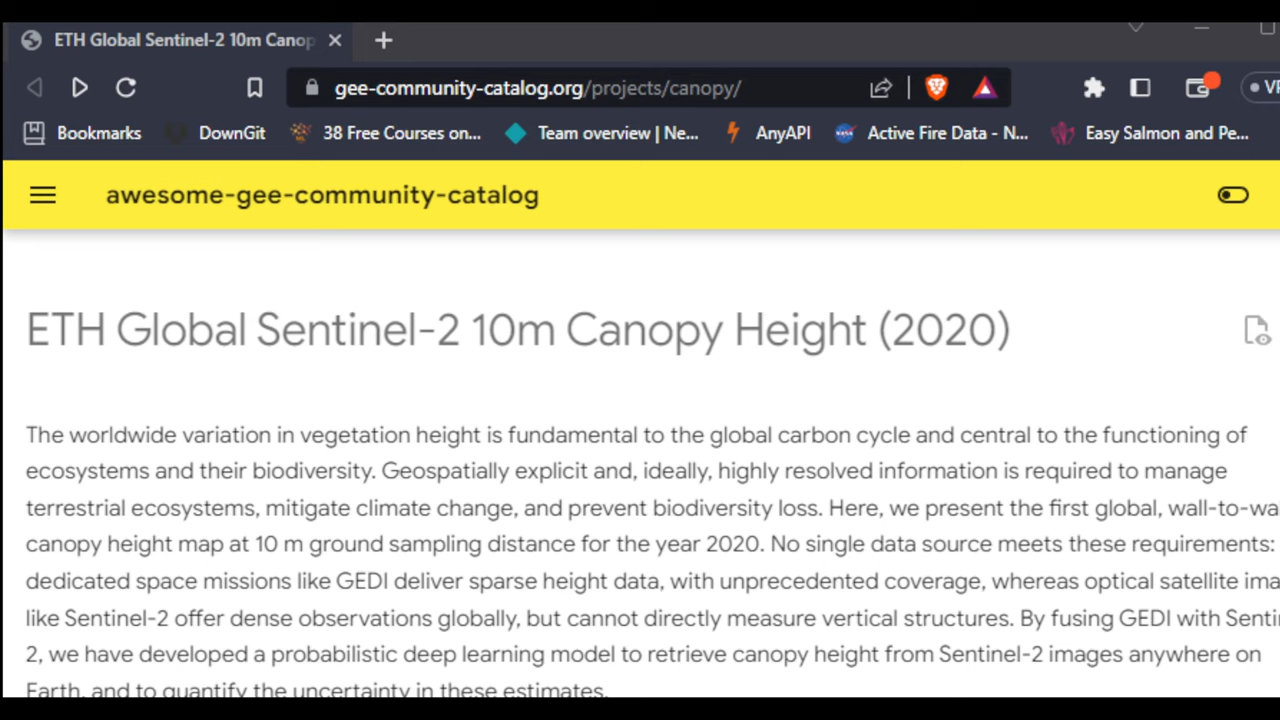 ETH Global Sentinel-2 10m Canop
gee-community-catalog.org/projects/canopy/
Bookmarks DownGit 38 Free Courses on... Team overview | Ne... AnyAPI Active Fire Data - N... Easy Salmon and Pe...
awesome-gee-community-catalog
ETH Global Sentinel-2 10m Canopy Height (2020)
The worldwide variation in vegetation height is fundamental to the global carbon cycle and central to the functioning of
ecosystems and their biodiversity. Geospatially explicit and, ideally, highly resolved information is required to manage
terrestrial ecosystems, mitigate climate change, and prevent biodiversity loss. Here, we present the first global, wall-to-wa
canopy height map at 10 m ground sampling distance for the year 2020. No single data source meets these requirements:
dedicated space missions like GEDI deliver sparse height data, with unprecedented coverage, whereas optical satellite ima
like Sentinel-2 offer dense observations globally, but cannot directly measure vertical structures. By fusing GEDI with Senti
2, we have developed a probabilistic deep learning model to retrieve canopy height from Sentinel-2 images anywhere on
Earth, and to quantify the uncertainty in these estimates.